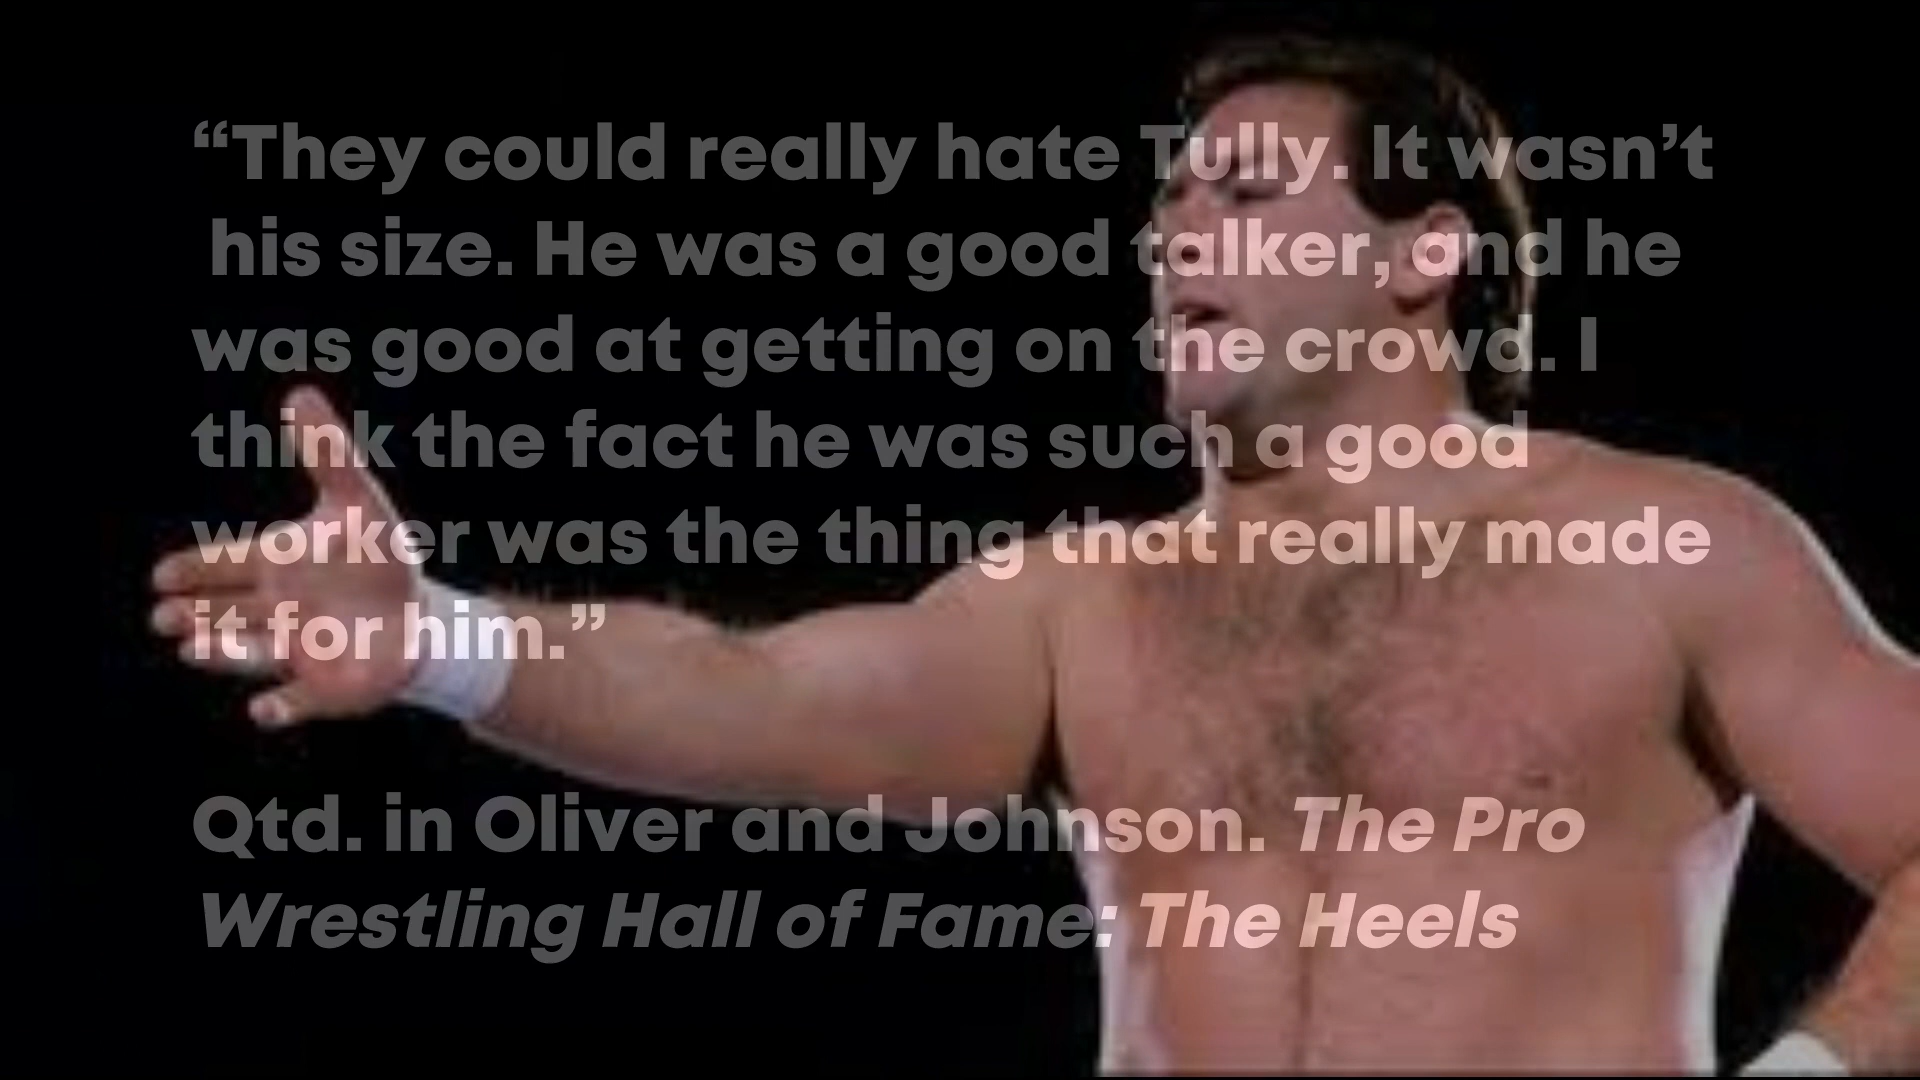 “They could really hate Tully. It wasn’t
his size. He was a good talker, and he
was good at getting on the crowd. I
think the fact he was such a good
worker was the thing that really made
it for him.”
Qtd. in Oliver and Johnson. The Pro
Wrestling Hall of Fame: The Heels